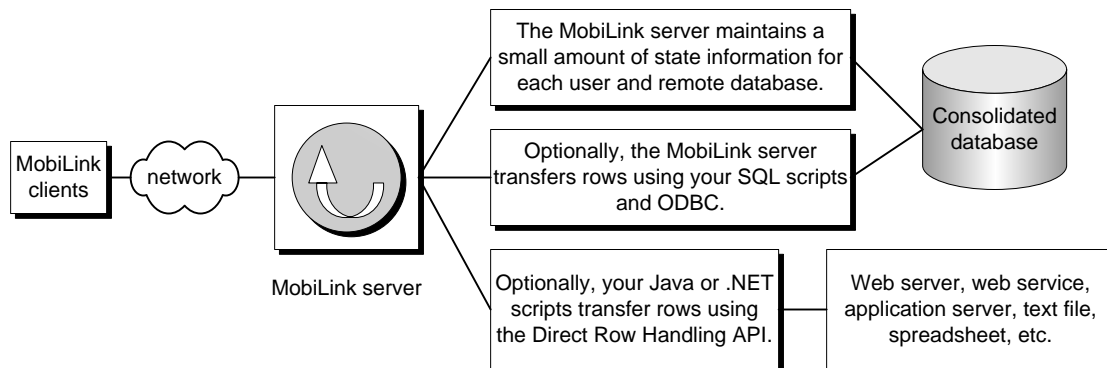 MobiLink
clients
network
MobiLink server
The MobiLink server maintains a
small amount of state information for
each user and remote database.
Optionally, the MobiLink server
transfers rows using your SQL scripts
and ODBC.
Consolidated
database
Optionally, your Java or .NET
scripts transfer rows using
the Direct Row Handling API.
Web server, web service,
application server, text file,
spreadsheet, etc.